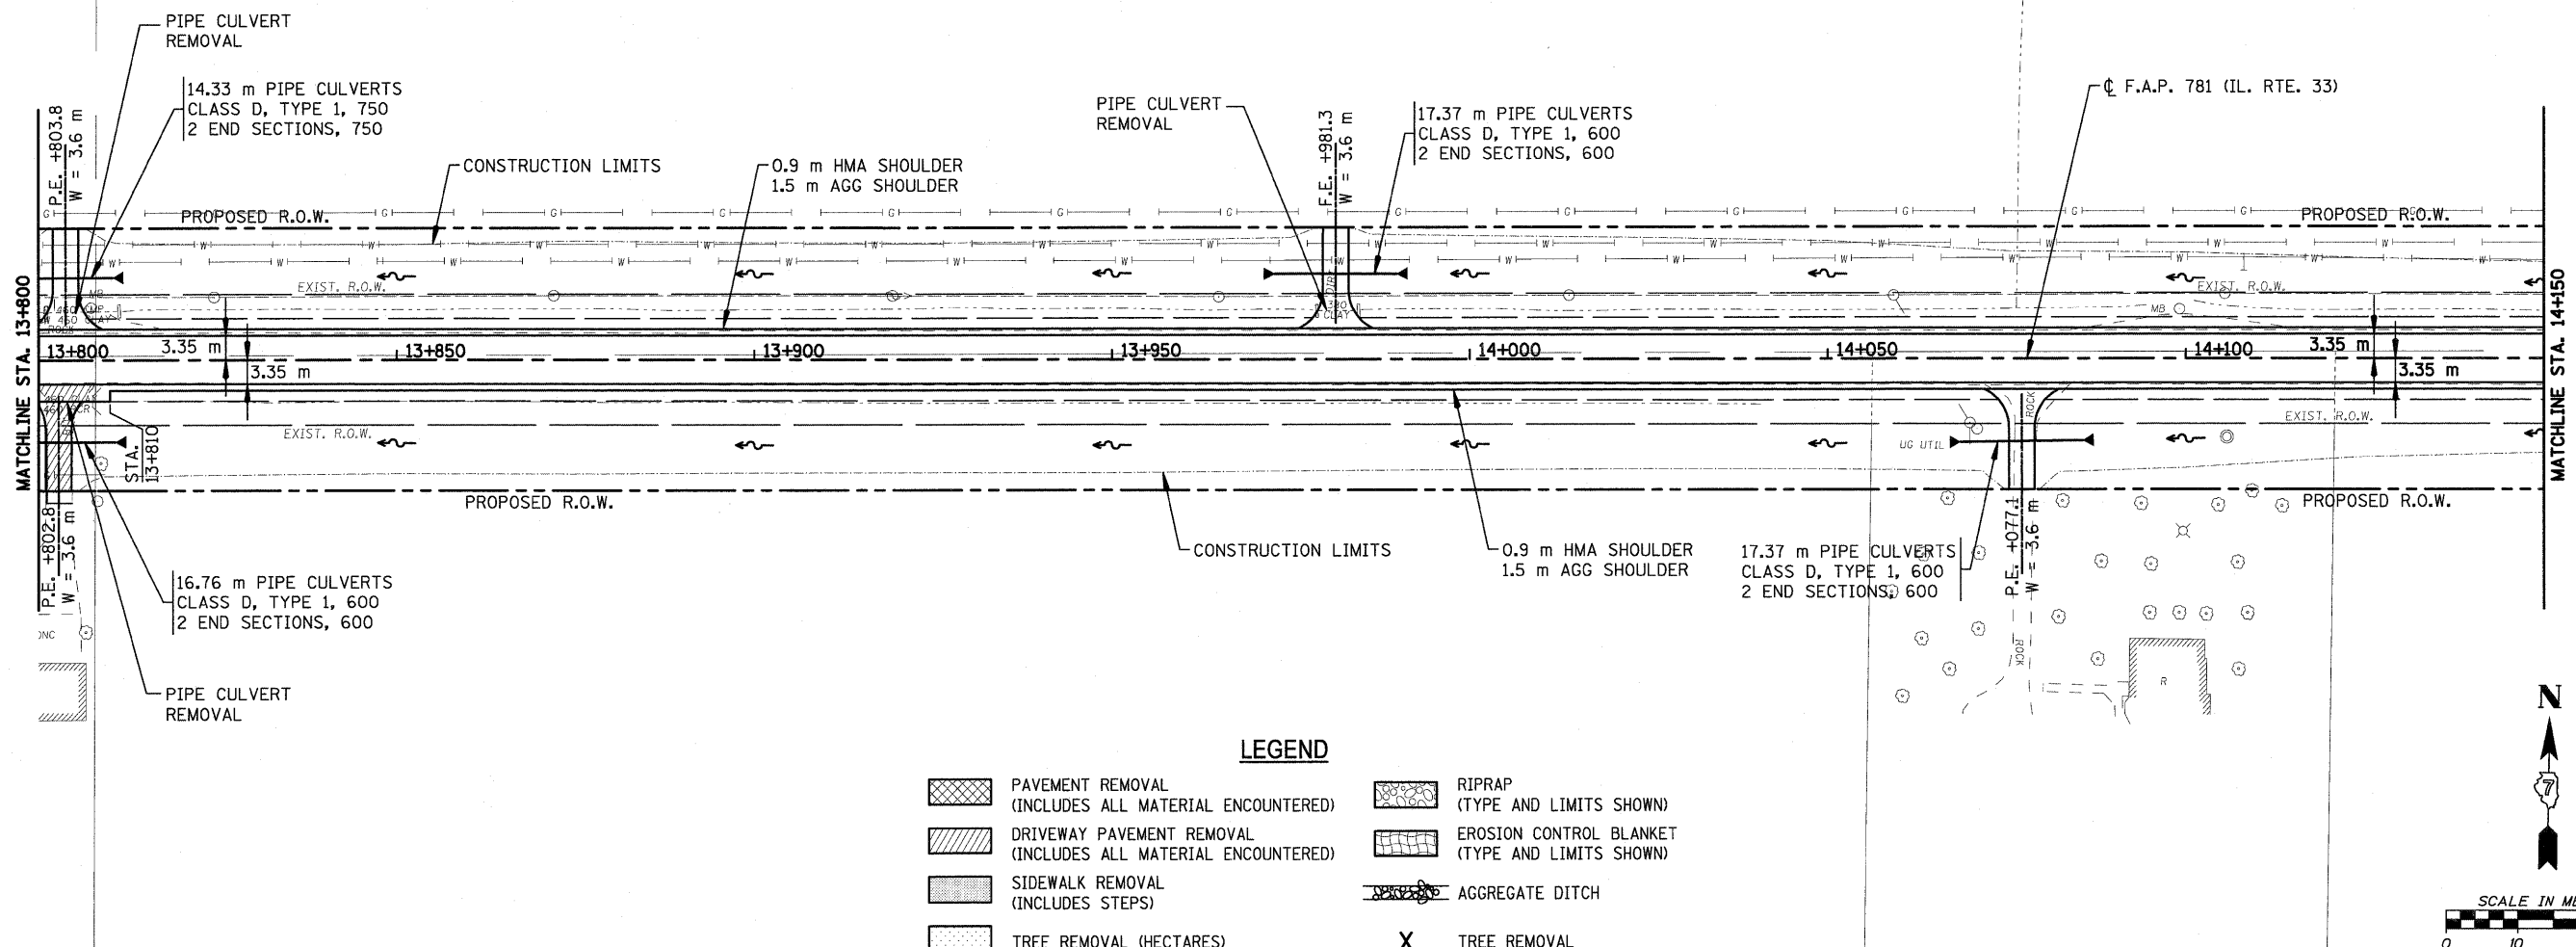 PIPE CULVERT
REMOVAL
14.33 m PIPE CULVERTS
CLASS D, TYPE 1, 750
2 END SECTIONS, 750
P.E. +803.8
W = 3.6 m
CONSTRUCTION LIMITS
0.9 m HMA SHOULDER
1.5 m AGG SHOULDER
PIPE CULVERT
REMOVAL
F.E. +981.3
W = 3.6 m
17.37 m PIPE CULVERTS
CLASS D, TYPE 1, 600
2 END SECTIONS, 600
℄ F.A.P. 781 (IL. RTE. 33)
PROPOSED R.O.W.
PROPOSED R.O.W.
EXIST. R.O.W.
EXIST. R.O.W.
MB
MB
DIRT
CLAY
ROCK
MATCHLINE STA. 13+800
13+800
3.35 m
3.35 m
13+850
13+900
13+950
14+000
14+050
14+100
3.35 m
3.35 m
MATCHLINE STA. 14+150
STA.
13+810
EXIST. R.O.W.
EXIST. R.O.W.
UG UTIL
ROCK
PROPOSED R.O.W.
PROPOSED R.O.W.
P.E. +802.8
W = 3.6 m
16.76 m PIPE CULVERTS
CLASS D, TYPE 1, 600
2 END SECTIONS, 600
CONSTRUCTION LIMITS
0.9 m HMA SHOULDER
1.5 m AGG SHOULDER
17.37 m PIPE CULVERTS
CLASS D, TYPE 1, 600
2 END SECTIONS, 600
P.E. +077.1
W = 3.6 m
ROCK
R
PIPE CULVERT
REMOVAL
N
7
LEGEND
PAVEMENT REMOVAL
(INCLUDES ALL MATERIAL ENCOUNTERED)
DRIVEWAY PAVEMENT REMOVAL
(INCLUDES ALL MATERIAL ENCOUNTERED)
SIDEWALK REMOVAL
(INCLUDES STEPS)
TREE REMOVAL (HECTARES)
RIPRAP
(TYPE AND LIMITS SHOWN)
EROSION CONTROL BLANKET
(TYPE AND LIMITS SHOWN)
AGGREGATE DITCH
X TREE REMOVAL
SCALE IN ME
0 10